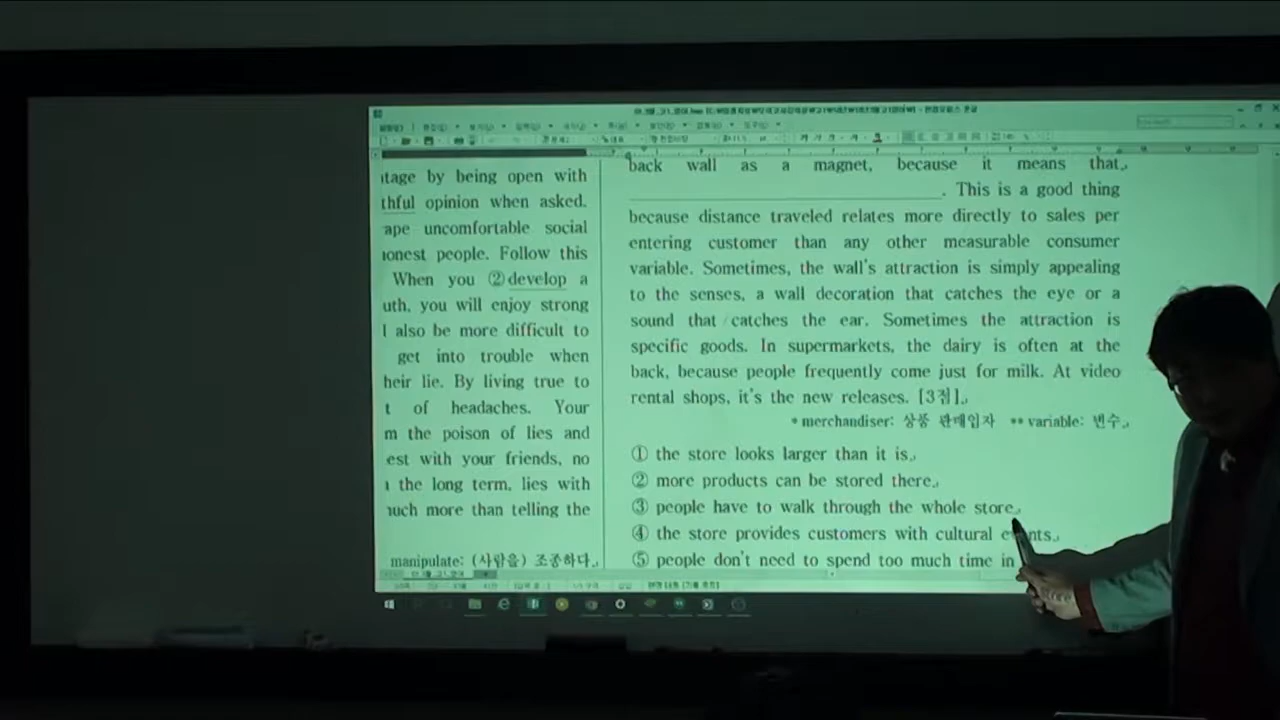 itage by being open with
thful opinion when asked.
ape uncomfortable social
honest people. Follow this
When you ② develop a
uth, you will enjoy strong
l also be more difficult to
get into trouble when
heir lie. By living true to
t of headaches. Your
m the poison of lies and
est with your friends, no
the long term, lies with
much more than telling the
manipulate: (사람을) 조종하다
back wall as a magnet, because it means that
. This is a good thing
because distance traveled relates more directly to sales per
entering customer than any other measurable consumer
variable. Sometimes, the wall's attraction is simply appealing
to the senses, a wall decoration that catches the eye or a
sound that catches the ear. Sometimes the attraction is
specific goods. In supermarkets, the dairy is often at the
back, because people frequently come just for milk. At video
rental shops, it's the new releases. [3점]
* merchandiser: 상품 판매업자 ** variable: 변수
① the store looks larger than it is
② more products can be stored there
③ people have to walk through the whole store
④ the store provides customers with cultural
⑤ people don't need to spend too much time in